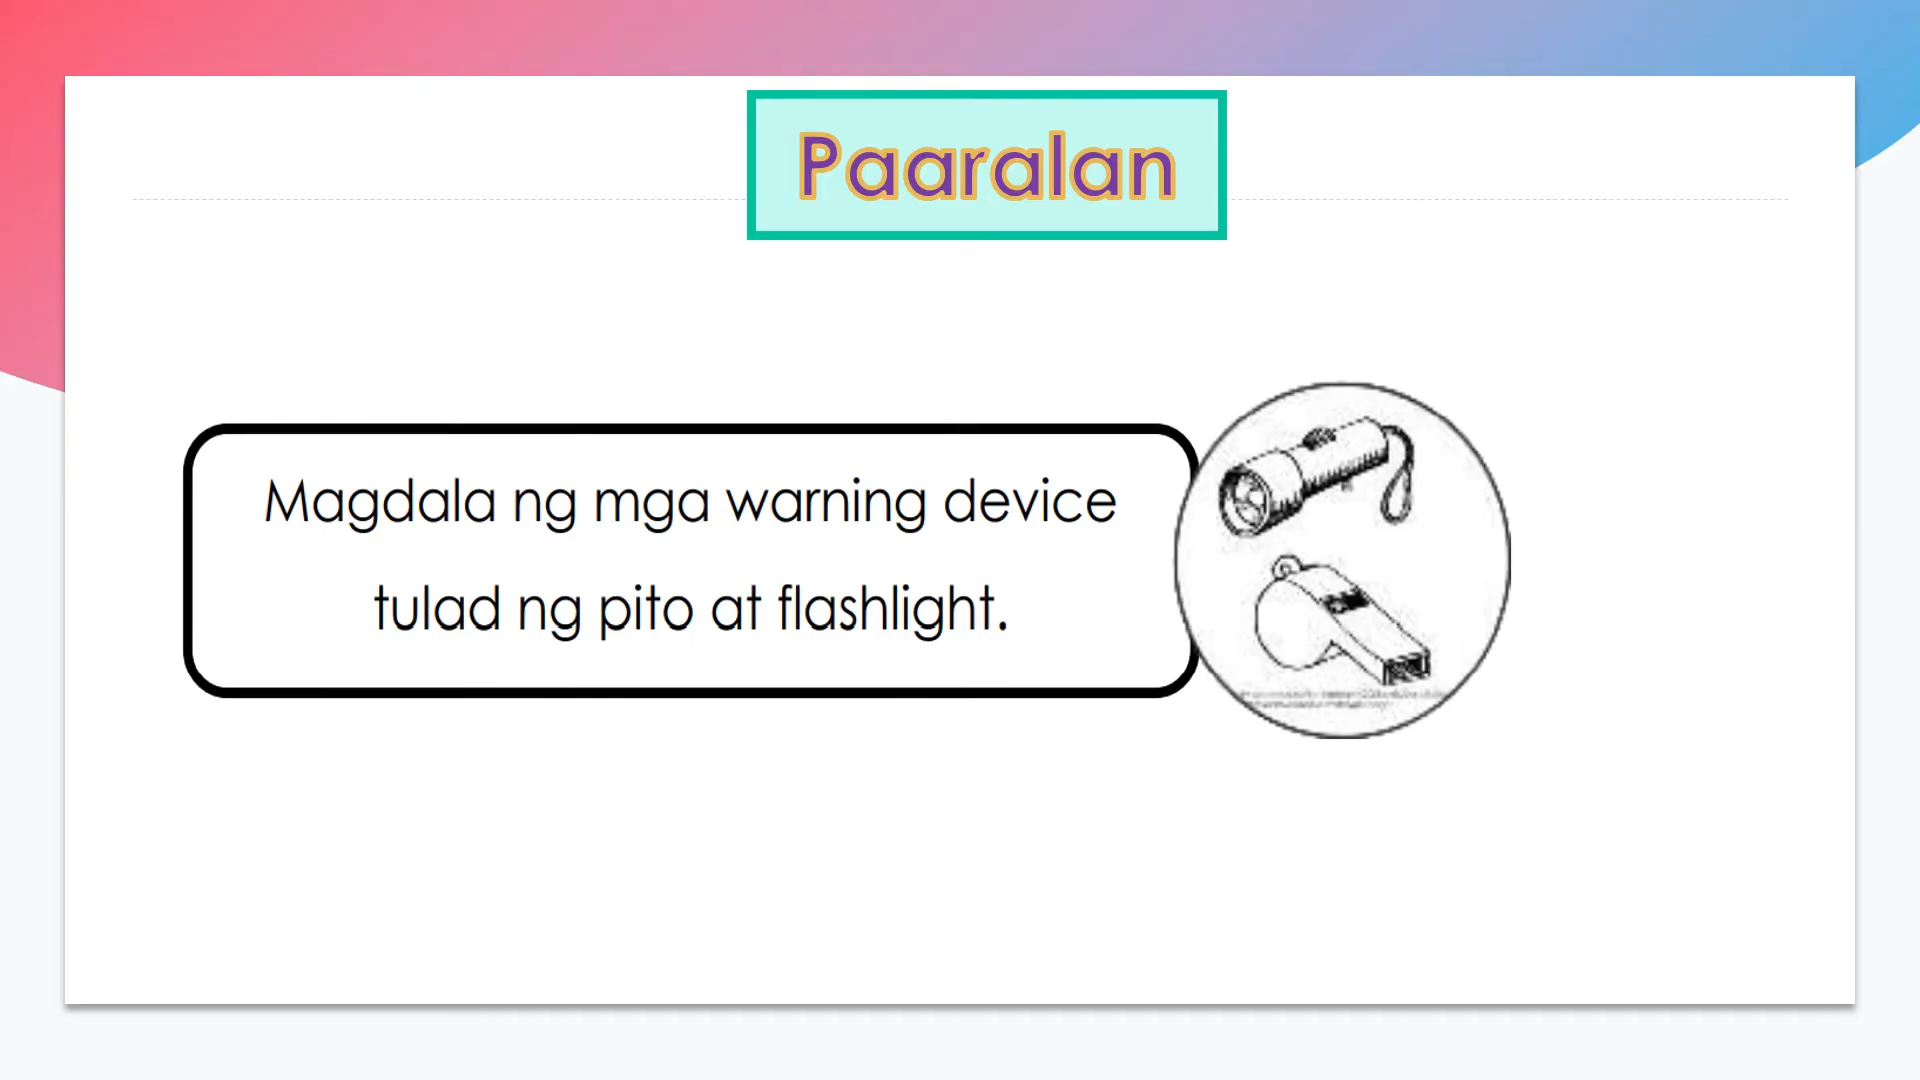 Paaralan
Magdala ng mga warning device
tulad ng pito at flashlight.